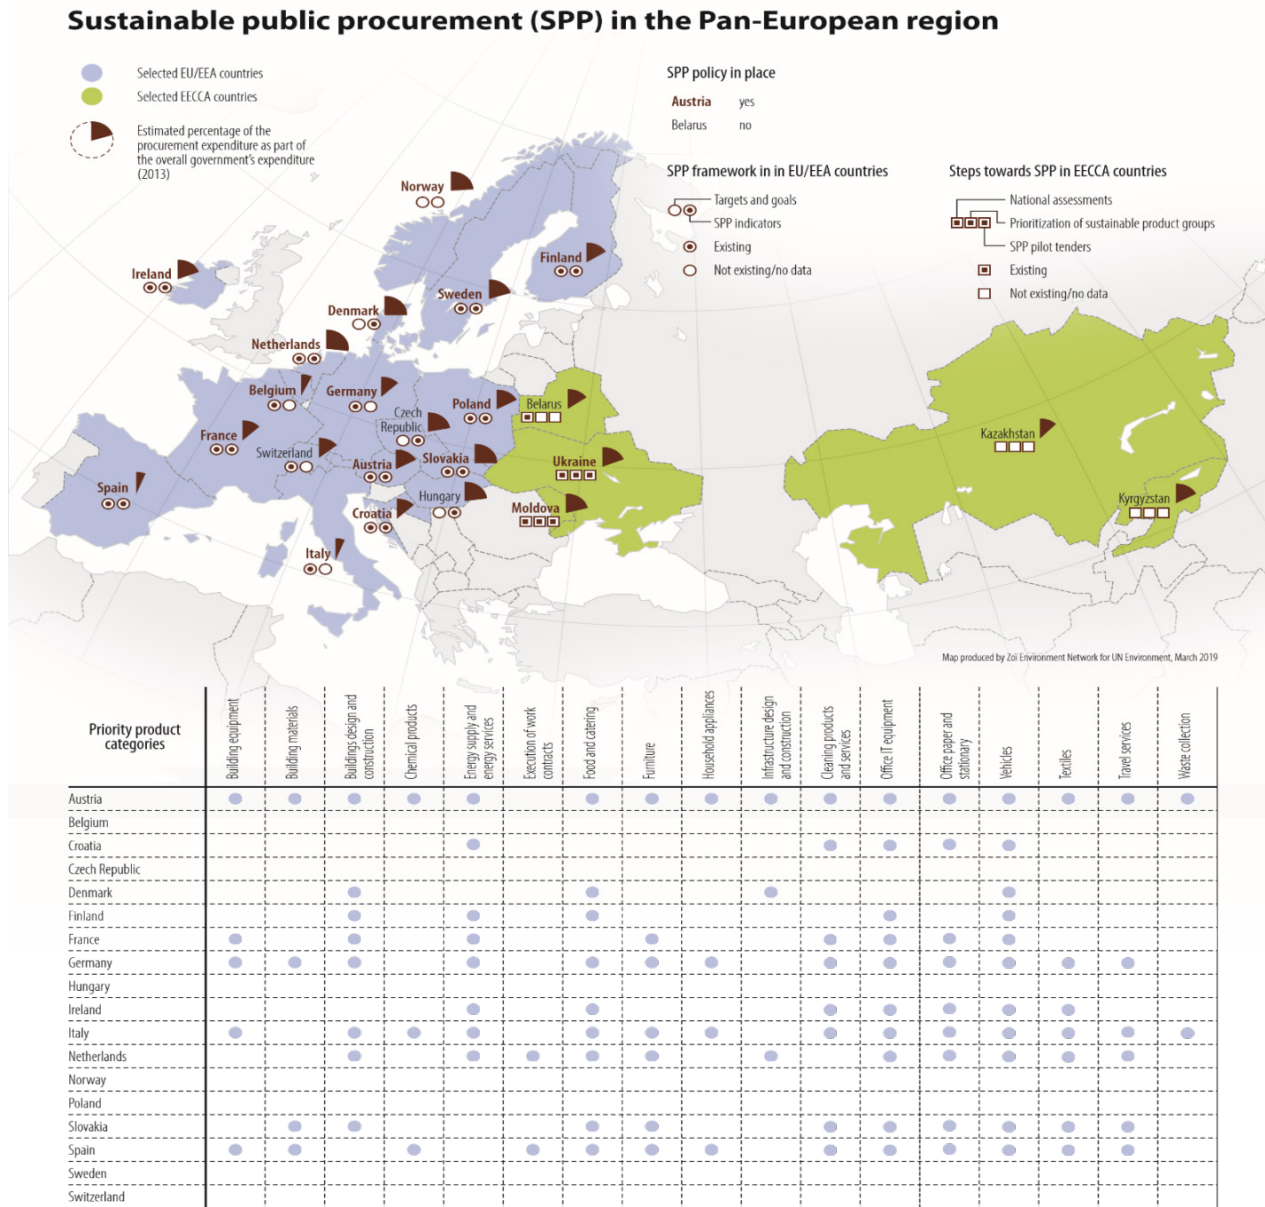 Sustainable public procurement (SPP) in the Pan-European region
Selected EU/EEA countries
Selected EECCA countries
Estimated percentage of the
procurement expenditure as part of
the overall government's expenditure
(2013)
SPP policy in place
Austria yes
Belarus no
SPP framework in in EU/EEA countries
Targets and goals
SPP indicators
Existing
Not existing/no data
Steps towards SPP in EECCA countries
National assessments
Prioritization of sustainable product groups
SPP pilot tenders
Existing
Not existing/no data
Norway
Ireland
Finland
Sweden
Denmark
Netherlands
Belgium
Germany
Czech
Republic
Poland
Belarus
France
Switzerland
Austria
Slovakia
Ukraine
Kazakhstan
Spain
Hungary
Croatia
Moldova
Kyrgyzstan
Italy
Map produced by Zoï Environment Network for UN Environment, March 2019
Priority product
categories
Building equipment
Building materials
Buildings design and
construction
Chemical products
Energy supply and
energy services
Execution of work
contracts
Food and catering
Furniture
Household appliances
Infrastructure design
and construction
Cleaning products
and services
Office IT equipment
Office paper and
stationary
Vehicles
Textiles
Travel services
Waste collection
Austria
Belgium
Croatia
Czech Republic
Denmark
Finland
France
Germany
Hungary
Ireland
Italy
Netherlands
Norway
Poland
Slovakia
Spain
Sweden
Switzerland